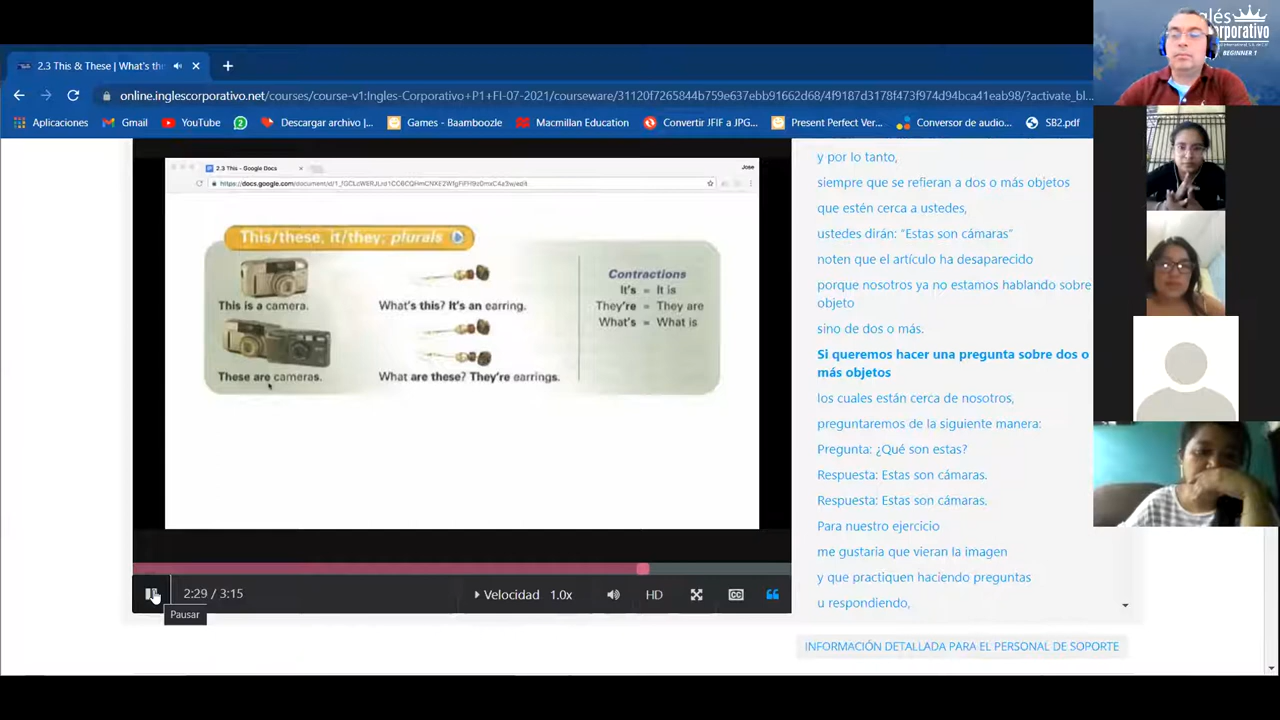 2.3 This & These | What's th
online.inglescorporativo.net/courses/course-v1:Ingles-Corporativo+P1+FI-07-2021/courseware/31120f7265844b759e637ebb91662d68/4f9187d3178f473f974d94bca41eab98/?activate_bl...
Aplicaciones
Gmail
YouTube
2
Descargar archivo |...
Games - Baamboozle
Macmillan Education
Convertir JFIF a JPG...
Present Perfect Ver...
Conversor de audio...
SB2.pdf
glés
rporativo
BEGINNER 1
2.3 This - Google Docs
Jose
This/these, it/they; plurals
This is a camera.
These are cameras.
What's this? It's an earring.
What are these? They're earrings.
Contractions
It's = It is
They're = They are
What's = What is
y por lo tanto,
siempre que se refieran a dos o más objetos
que estén cerca a ustedes,
ustedes dirán: “Estas son cámaras”
noten que el artículo ha desaparecido
porque nosotros ya no estamos hablando sobre
objeto
sino de dos o más.
Si queremos hacer una pregunta sobre dos o
más objetos
los cuales están cerca de nosotros,
preguntaremos de la siguiente manera:
Pregunta: ¿Qué son estas?
Respuesta: Estas son cámaras.
Respuesta: Estas son cámaras.
Para nuestro ejercicio
me gustaria que vieran la imagen
y que practiquen haciendo preguntas
u respondiendo,
2:29 / 3:15
Velocidad 1.0x
HD
CC
Pausar
INFORMACIÓN DETALLADA PARA EL PERSONAL DE SOPORTE